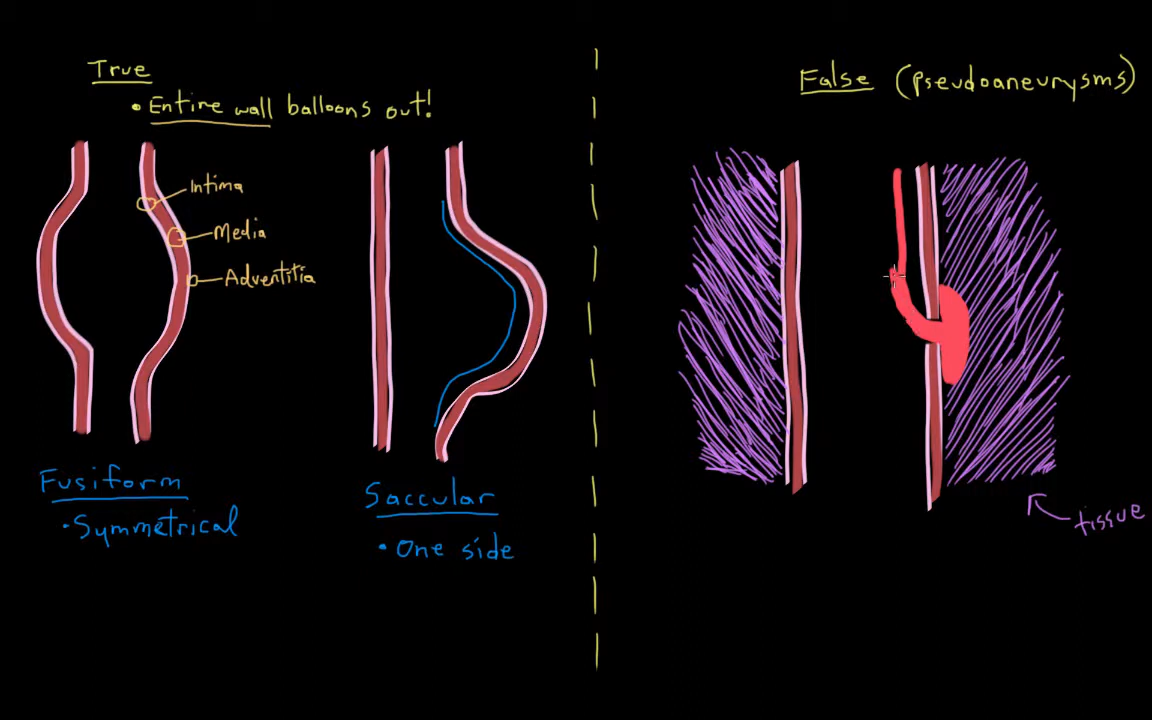 True
• Entire wall balloons out!
Intima
Media
Adventitia
Fusiform
• Symmetrical
Saccular
• One side
False (pseudoaneurysms)
tissue